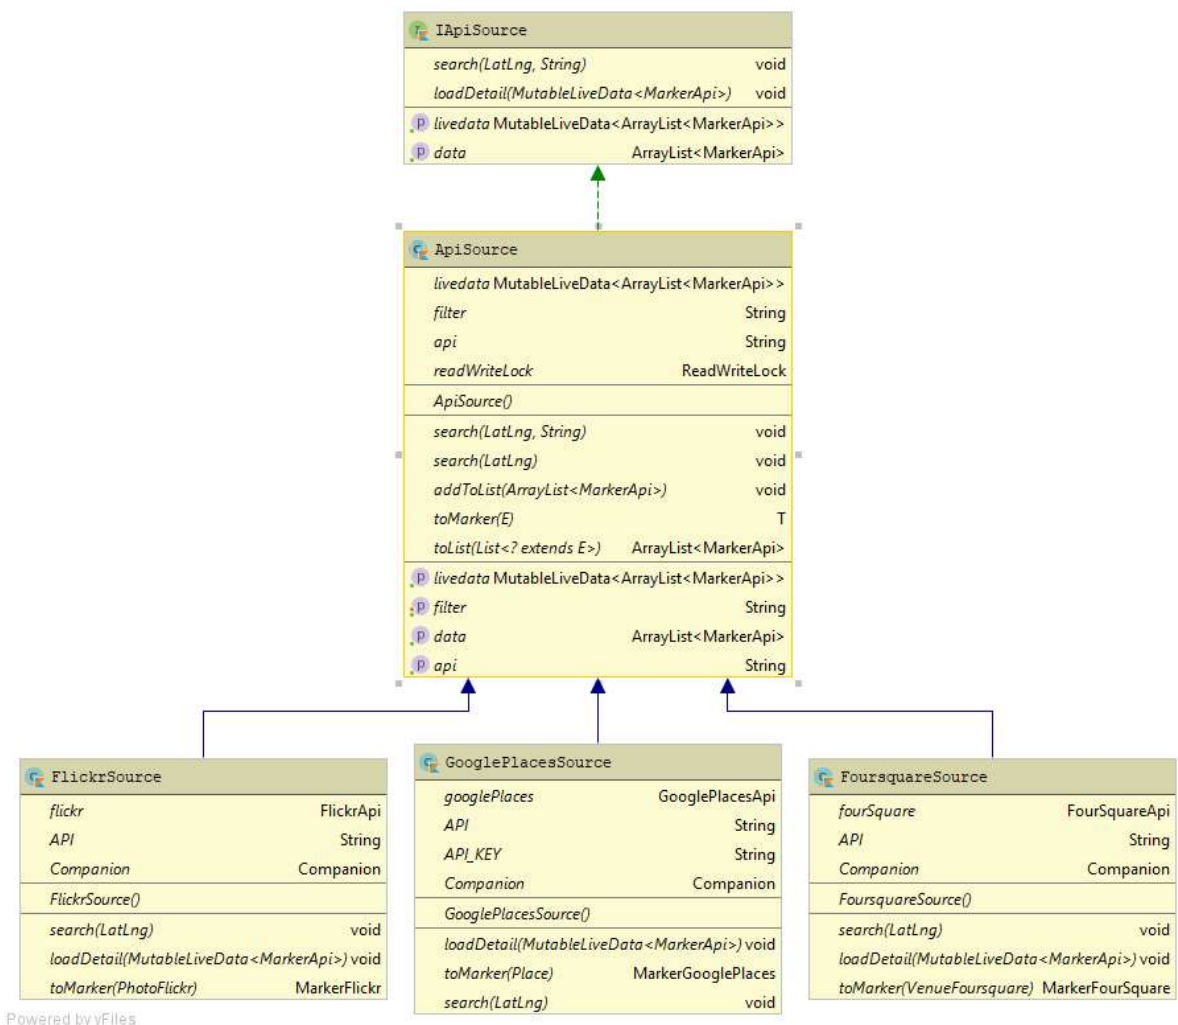 IApiSource
search(LatLng, String) void
loadDetail(MutableLiveData<MarkerApi>) void
p livedata MutableLiveData<ArrayList<MarkerApi>>
p data ArrayList<MarkerApi>
ApiSource
livedata MutableLiveData<ArrayList<MarkerApi>>
filter String
api String
readWriteLock ReadWriteLock
ApiSource()
search(LatLng, String) void
search(LatLng) void
addToList(ArrayList<MarkerApi>) void
toMarker(E) T
toList(List<? extends E>) ArrayList<MarkerApi>
p livedata MutableLiveData<ArrayList<MarkerApi>>
p filter String
p data ArrayList<MarkerApi>
p api String
FlickrSource
flickr FlickrApi
API String
Companion Companion
FlickrSource()
search(LatLng) void
loadDetail(MutableLiveData<MarkerApi>) void
toMarker(PhotoFlickr) MarkerFlickr
GooglePlacesSource
googlePlaces GooglePlacesApi
API String
API_KEY String
Companion Companion
GooglePlacesSource()
loadDetail(MutableLiveData<MarkerApi>) void
toMarker(Place) MarkerGooglePlaces
search(LatLng) void
FoursquareSource
fourSquare FourSquareApi
API String
Companion Companion
FoursquareSource()
search(LatLng) void
loadDetail(MutableLiveData<MarkerApi>) void
toMarker(VenueFoursquare) MarkerFourSquare
Powered by yFiles